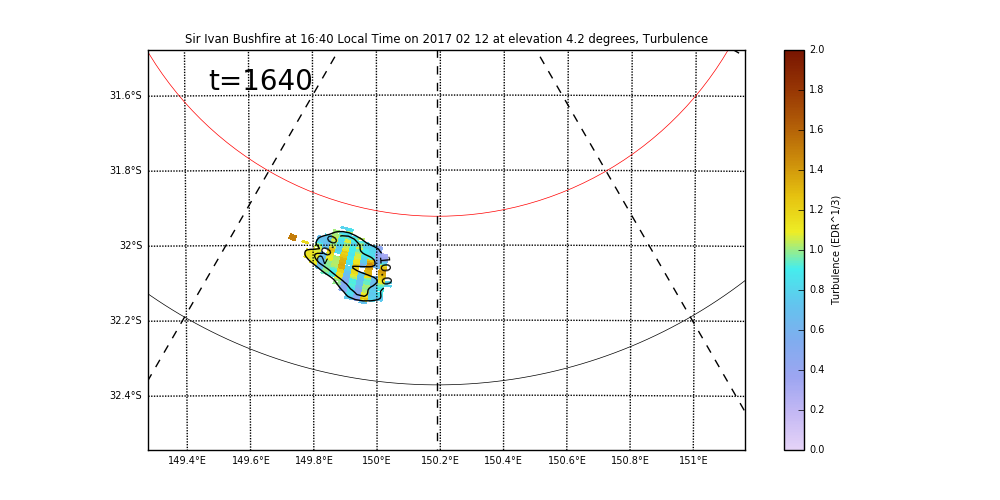 Sir Ivan Bushfire at 16:40 Local Time on 2017 02 12 at elevation 4.2 degrees, Turbulence
t=1640
31.6°S
31.8°S
32°S
32.2°S
32.4°S
149.4°E 149.6°E 149.8°E 150°E 150.2°E 150.4°E 150.6°E 150.8°E 151°E
20.0
10.0
2.0
1.8
1.6
1.4
1.2
1.0
0.8
0.6
0.4
0.2
0.0
Turbulence (EDR^1/3)